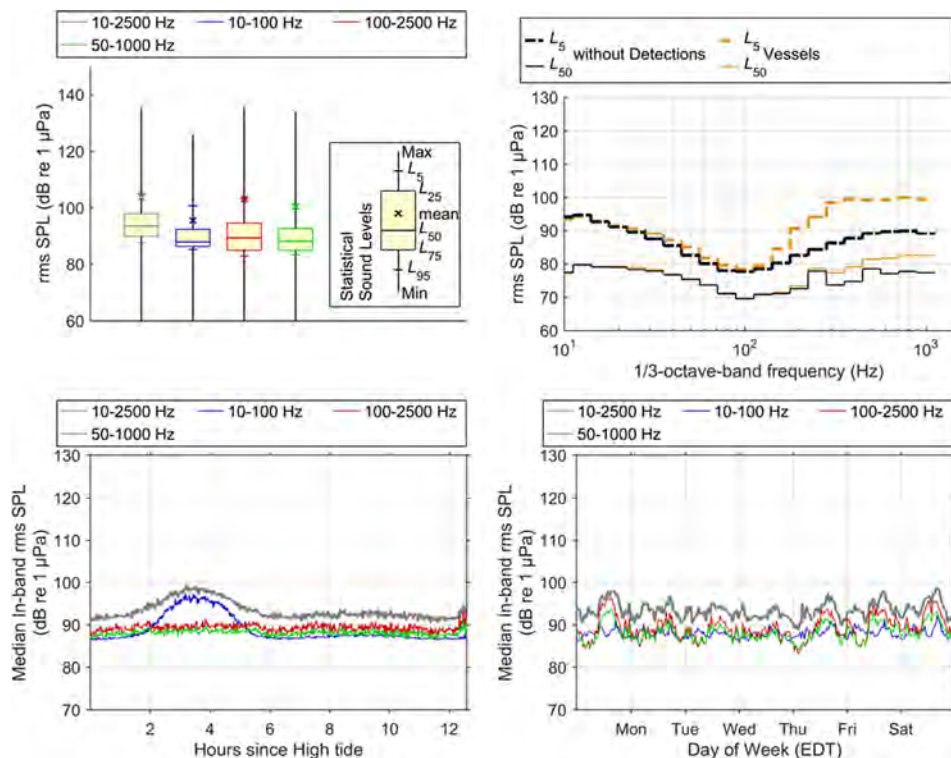 10-2500 Hz 10-100 Hz 100-2500 Hz
50-1000 Hz
rms SPL (dB re 1 µPa)
140
120
100
80
60
Statistical
Sound Levels
Max
L5
L25
mean
L50
L75
L95
Min
L5 without Detections L5 Vessels
L50 L50
rms SPL (dB re 1 µPa)
130
120
110
100
90
80
70
60
10^1 10^2 10^3
1/3-octave-band frequency (Hz)
10-2500 Hz 10-100 Hz 100-2500 Hz
50-1000 Hz
Median In-band rms SPL
(dB re 1 µPa)
130
120
110
100
90
80
70
2 4 6 8 10 12
Hours since High tide
10-2500 Hz 10-100 Hz 100-2500 Hz
50-1000 Hz
Median In-band rms SPL
(dB re 1 µPa)
130
120
110
100
90
80
70
Mon Tue Wed Thu Fri Sat
Day of Week (EDT)